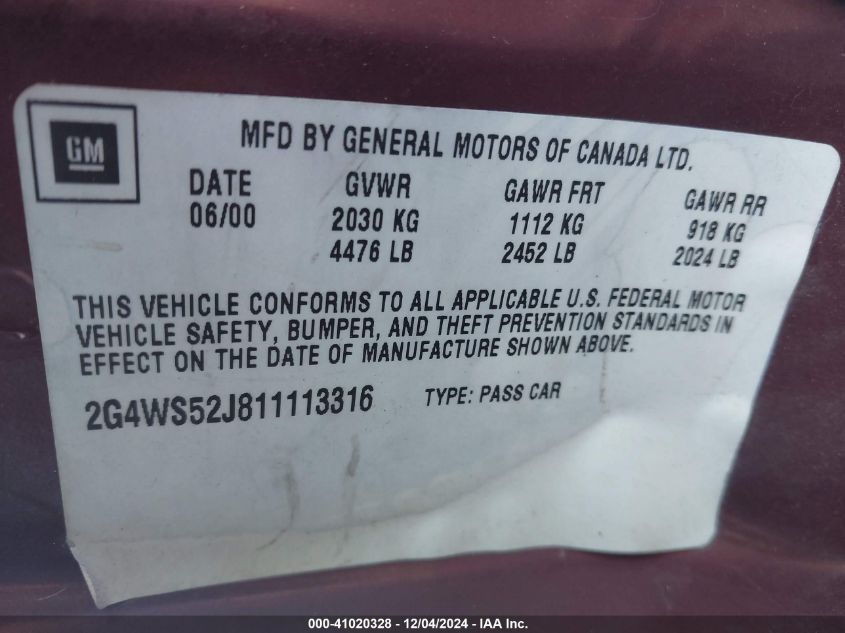 GM
MFD BY GENERAL MOTORS OF CANADA LTD.
DATE GVWR GAWR FRT GAWR RR
06/00 2030 KG 1112 KG 918 KG
4476 LB 2452 LB 2024 LB
THIS VEHICLE CONFORMS TO ALL APPLICABLE U.S. FEDERAL MOTOR
VEHICLE SAFETY, BUMPER, AND THEFT PREVENTION STANDARDS IN
EFFECT ON THE DATE OF MANUFACTURE SHOWN ABOVE.
2G4WS52J811113316 TYPE: PASS CAR
000-41020328 - 12/04/2024 - IAA Inc.